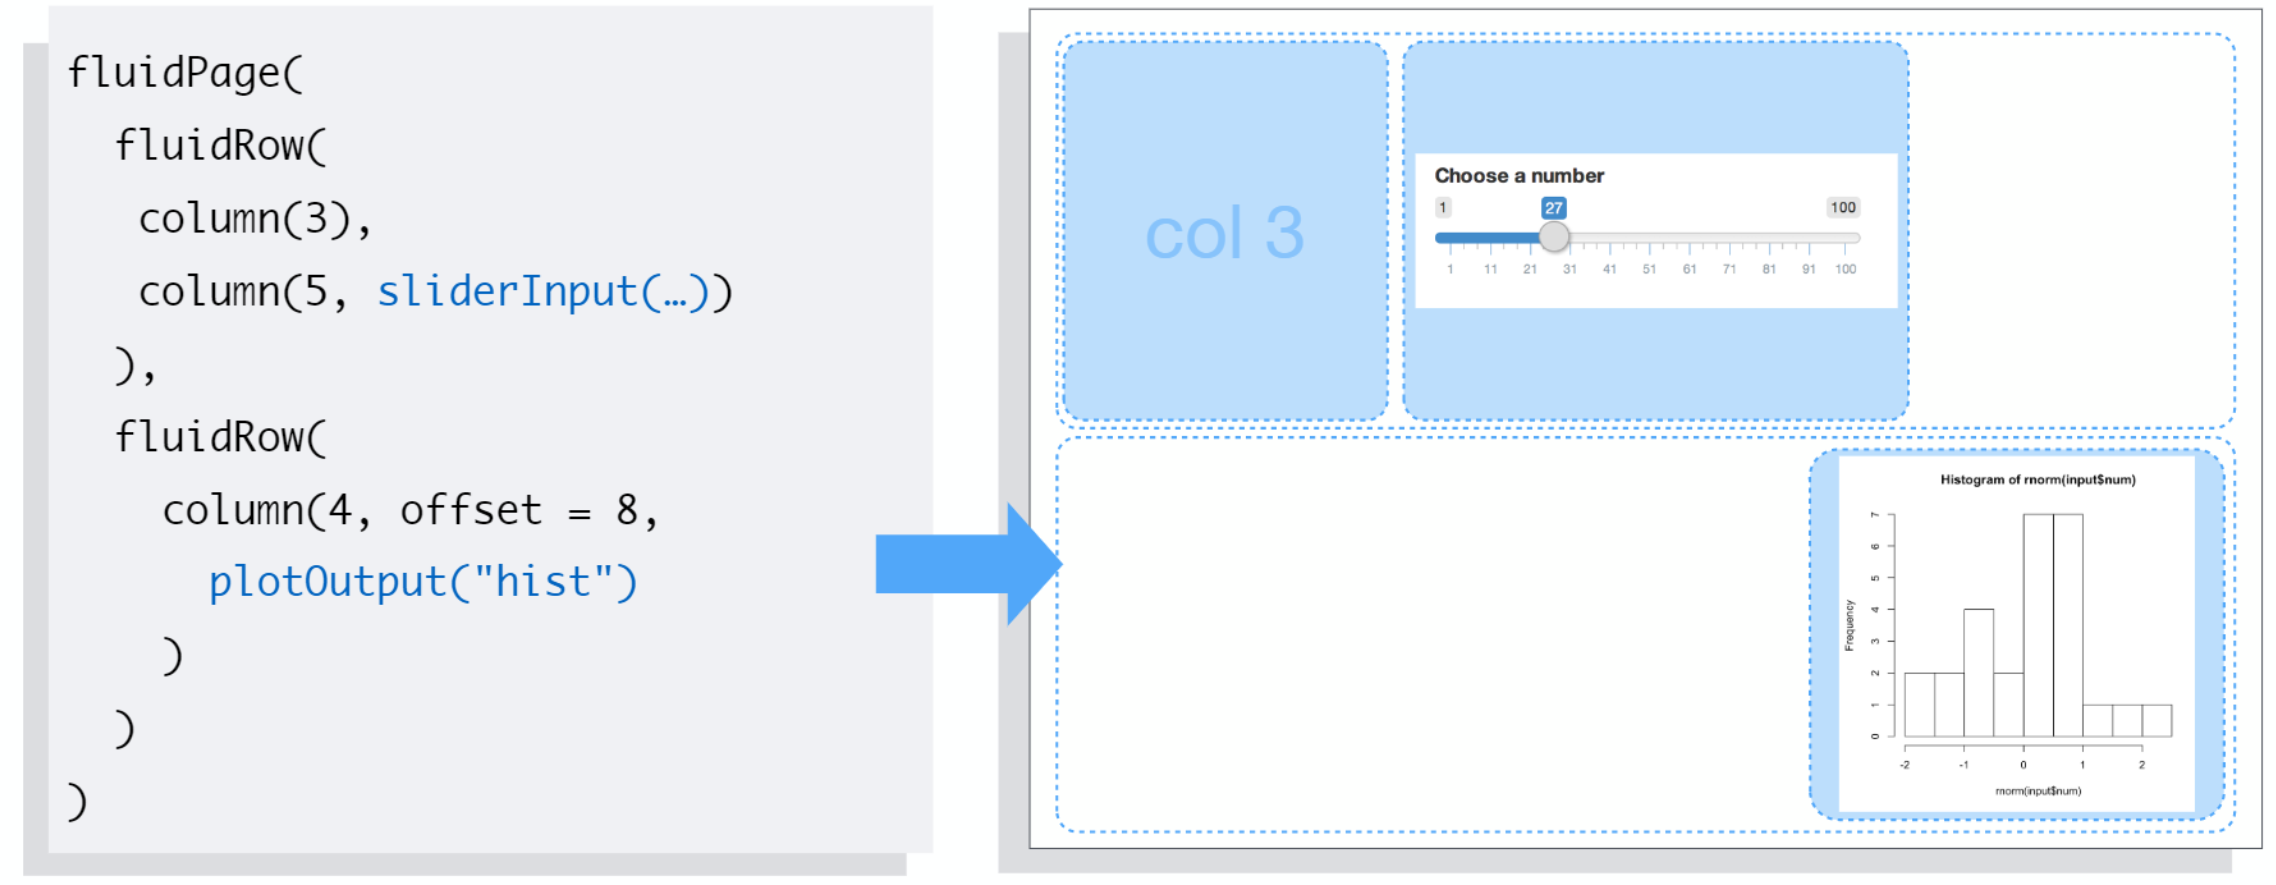 fluidPage(
fluidRow(
column(3),
column(5, sliderInput(…))
),
fluidRow(
column(4, offset = 8,
plotOutput("hist")
)
)
)
col 3
Choose a number
1 27 100
1 11 21 31 41 51 61 71 81 91 100
Histogram of rnorm(input$num)
Frequency
7
6
5
4
3
2
1
0
-2 -1 0 1 2
rnorm(input$num)